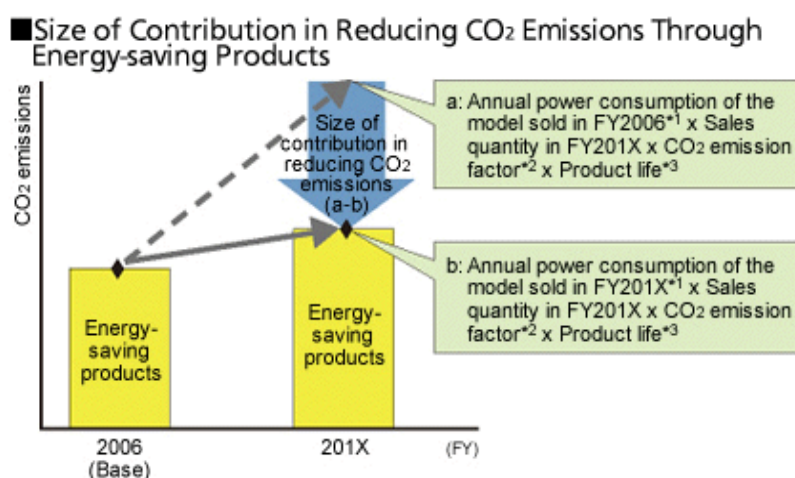 ■Size of Contribution in Reducing CO₂ Emissions Through
Energy-saving Products
CO₂ emissions
Size of
contribution in
reducing CO₂
emissions
(a-b)
a: Annual power consumption of the
model sold in FY2006*¹ x Sales
quantity in FY201X x CO₂ emission
factor*² x Product life*³
b: Annual power consumption of the
model sold in FY201X*¹ x Sales
quantity in FY201X x CO₂ emission
factor*² x Product life*³
Energy-
saving
products
Energy-
saving
products
2006
(Base)
201X
(FY)